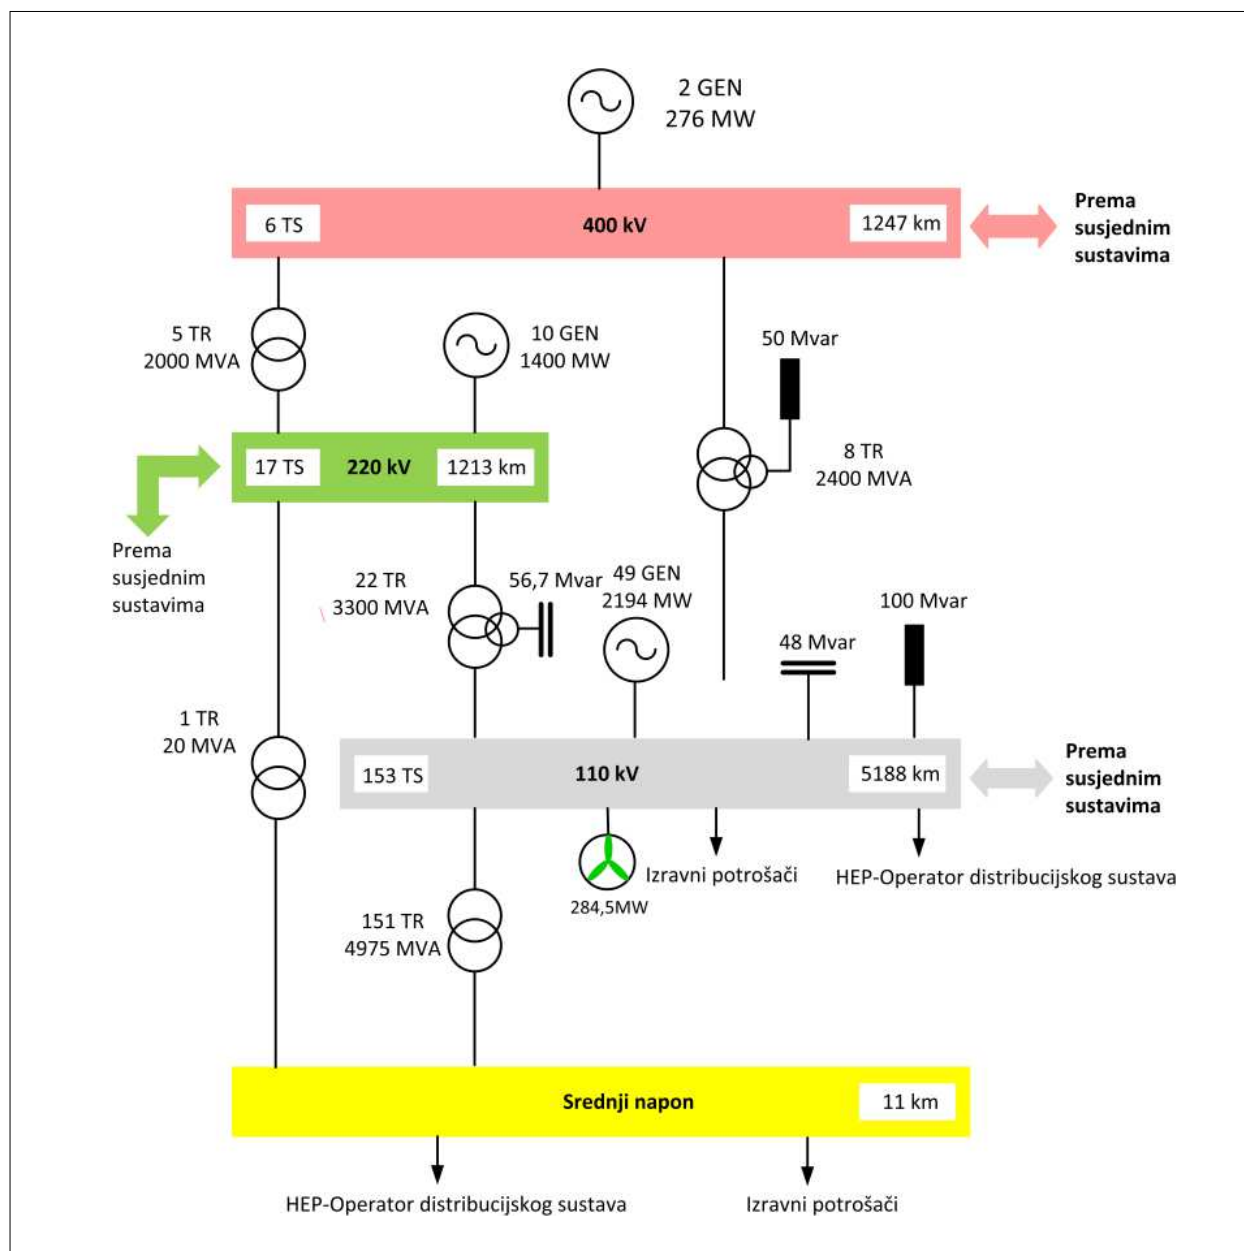 2 GEN
276 MW
6 TS
400 kV
1247 km
Prema
susjednim
sustavima
5 TR
2000 MVA
10 GEN
1400 MW
50 Mvar
8 TR
2400 MVA
17 TS
220 kV
1213 km
Prema
susjednim
sustavima
22 TR
3300 MVA
56,7 Mvar
49 GEN
2194 MW
48 Mvar
100 Mvar
1 TR
20 MVA
153 TS
110 kV
5188 km
Prema
susjednim
sustavima
284,5MW
Izravni potrošači
HEP-Operator distribucijskog sustava
151 TR
4975 MVA
Srednji napon
11 km
HEP-Operator distribucijskog sustava
Izravni potrošači